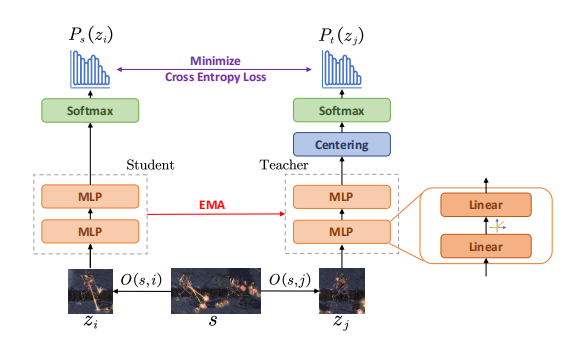 P_s(z_i)
P_t(z_j)
Minimize
Cross Entropy Loss
Softmax
Softmax
Centering
Student
Teacher
MLP
MLP
EMA
MLP
MLP
Linear
Linear
O(s,i)
O(s,j)
z_i
s
z_j